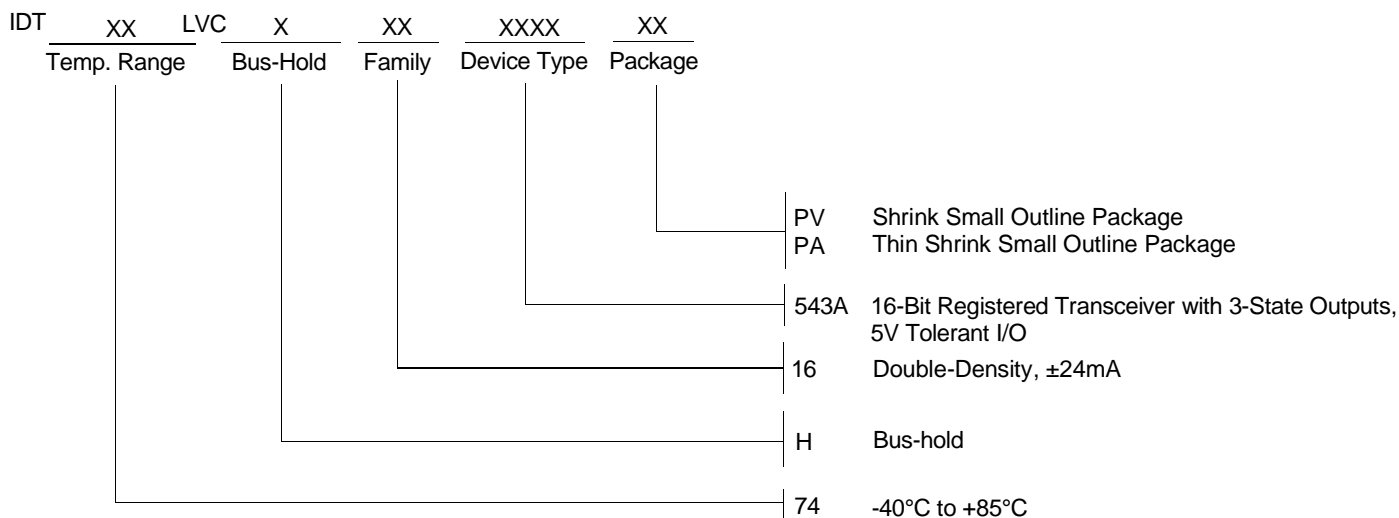 IDT XX LVC X XX XXXX XX
Temp. Range Bus-Hold Family Device Type Package
PV Shrink Small Outline Package
PA Thin Shrink Small Outline Package
543A 16-Bit Registered Transceiver with 3-State Outputs,
5V Tolerant I/O
16 Double-Density, ±24mA
H Bus-hold
74 -40°C to +85°C